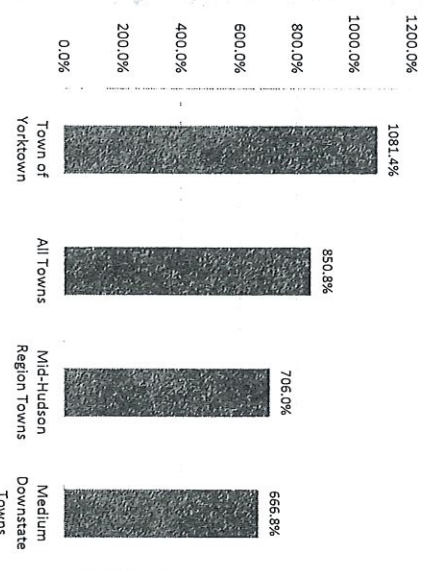 1200.0%
1000.0%
800.0%
600.0%
400.0%
200.0%
0.0%
1081.4%
850.8%
706.0%
666.8%
Town of
Yorktown
All Towns
Mid-Hudson
Region Towns
Medium
Downstate
Towns